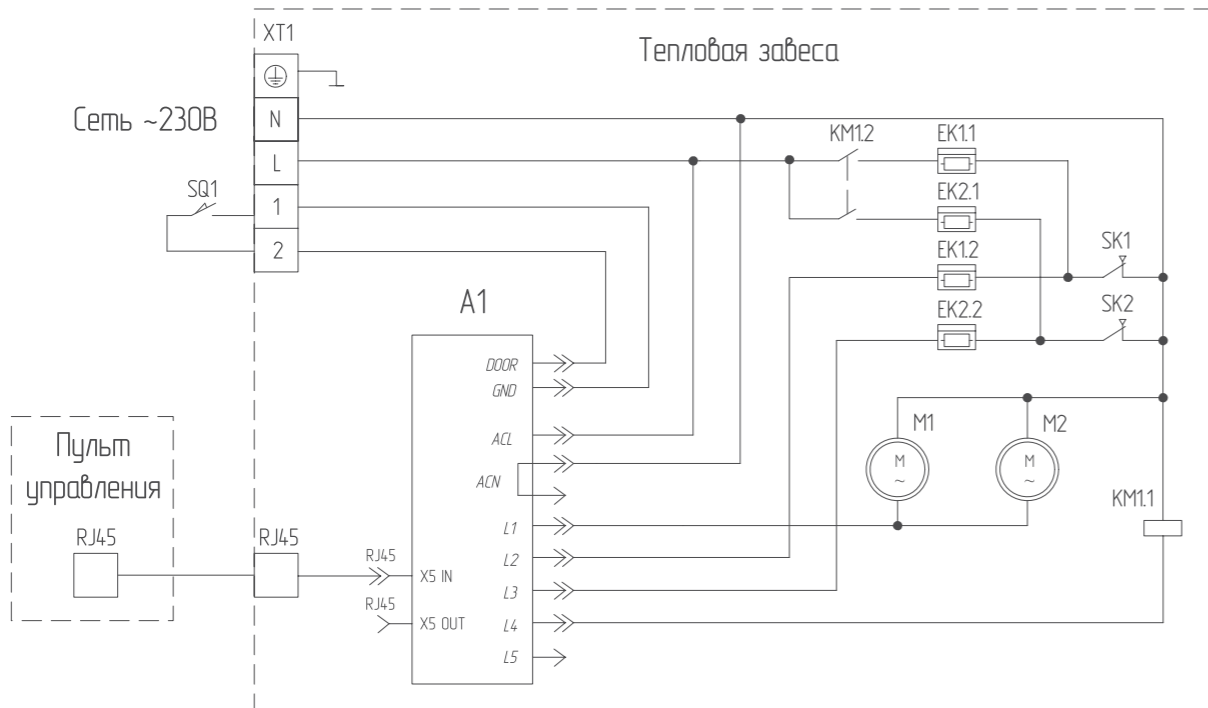 XT1
Тепловая завеса
Сеть ~230В
N
L
1
2
SQ1
KM1.2
EK1.1
EK2.1
EK1.2
EK2.2
SK1
SK2
A1
DOOR
GND
ACL
ACN
L1
L2
L3
L4
L5
X5 IN
X5 OUT
RJ45
RJ45
M1
M
~
M2
M
~
KM1.1
Пульт
управления
RJ45
RJ45